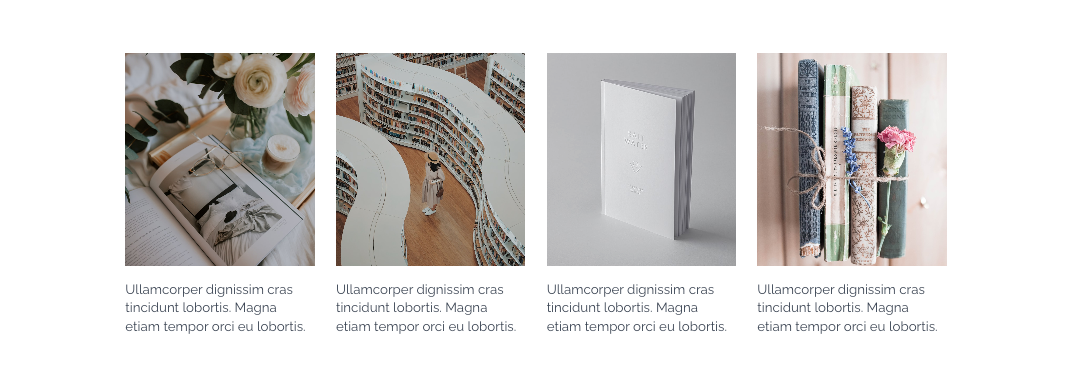 Ullamcorper dignissim cras
tincidunt lobortis. Magna
etiam tempor orci eu lobortis.
Ullamcorper dignissim cras
tincidunt lobortis. Magna
etiam tempor orci eu lobortis.
Ullamcorper dignissim cras
tincidunt lobortis. Magna
etiam tempor orci eu lobortis.
Ullamcorper dignissim cras
tincidunt lobortis. Magna
etiam tempor orci eu lobortis.